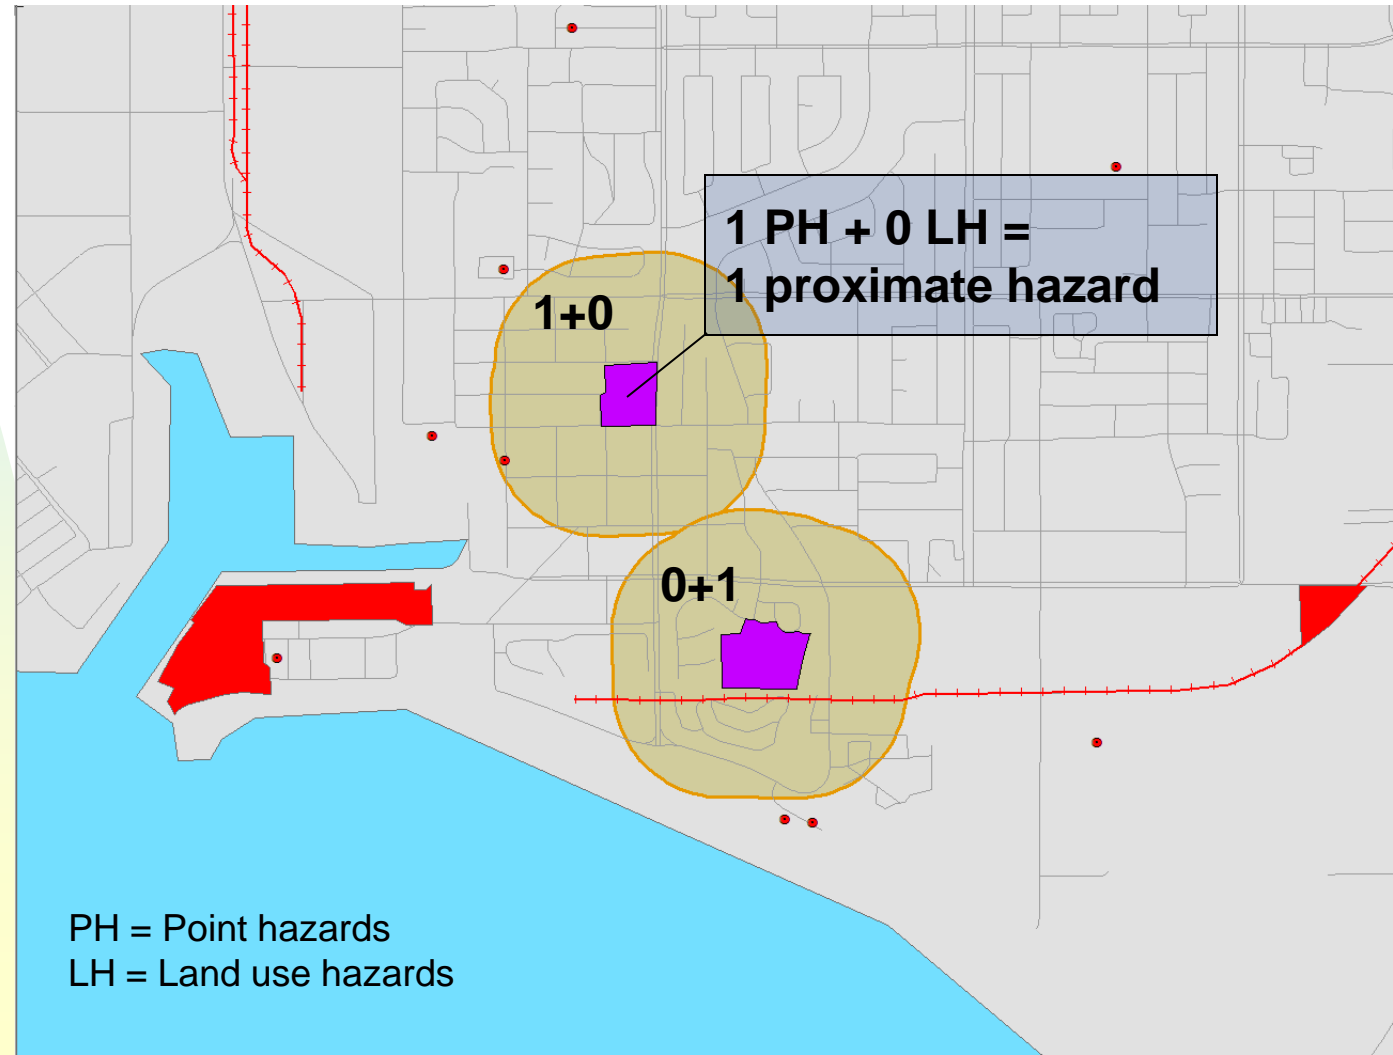 1 PH + 0 LH =
1 proximate hazard
1+0
0+1
PH = Point hazards
LH = Land use hazards